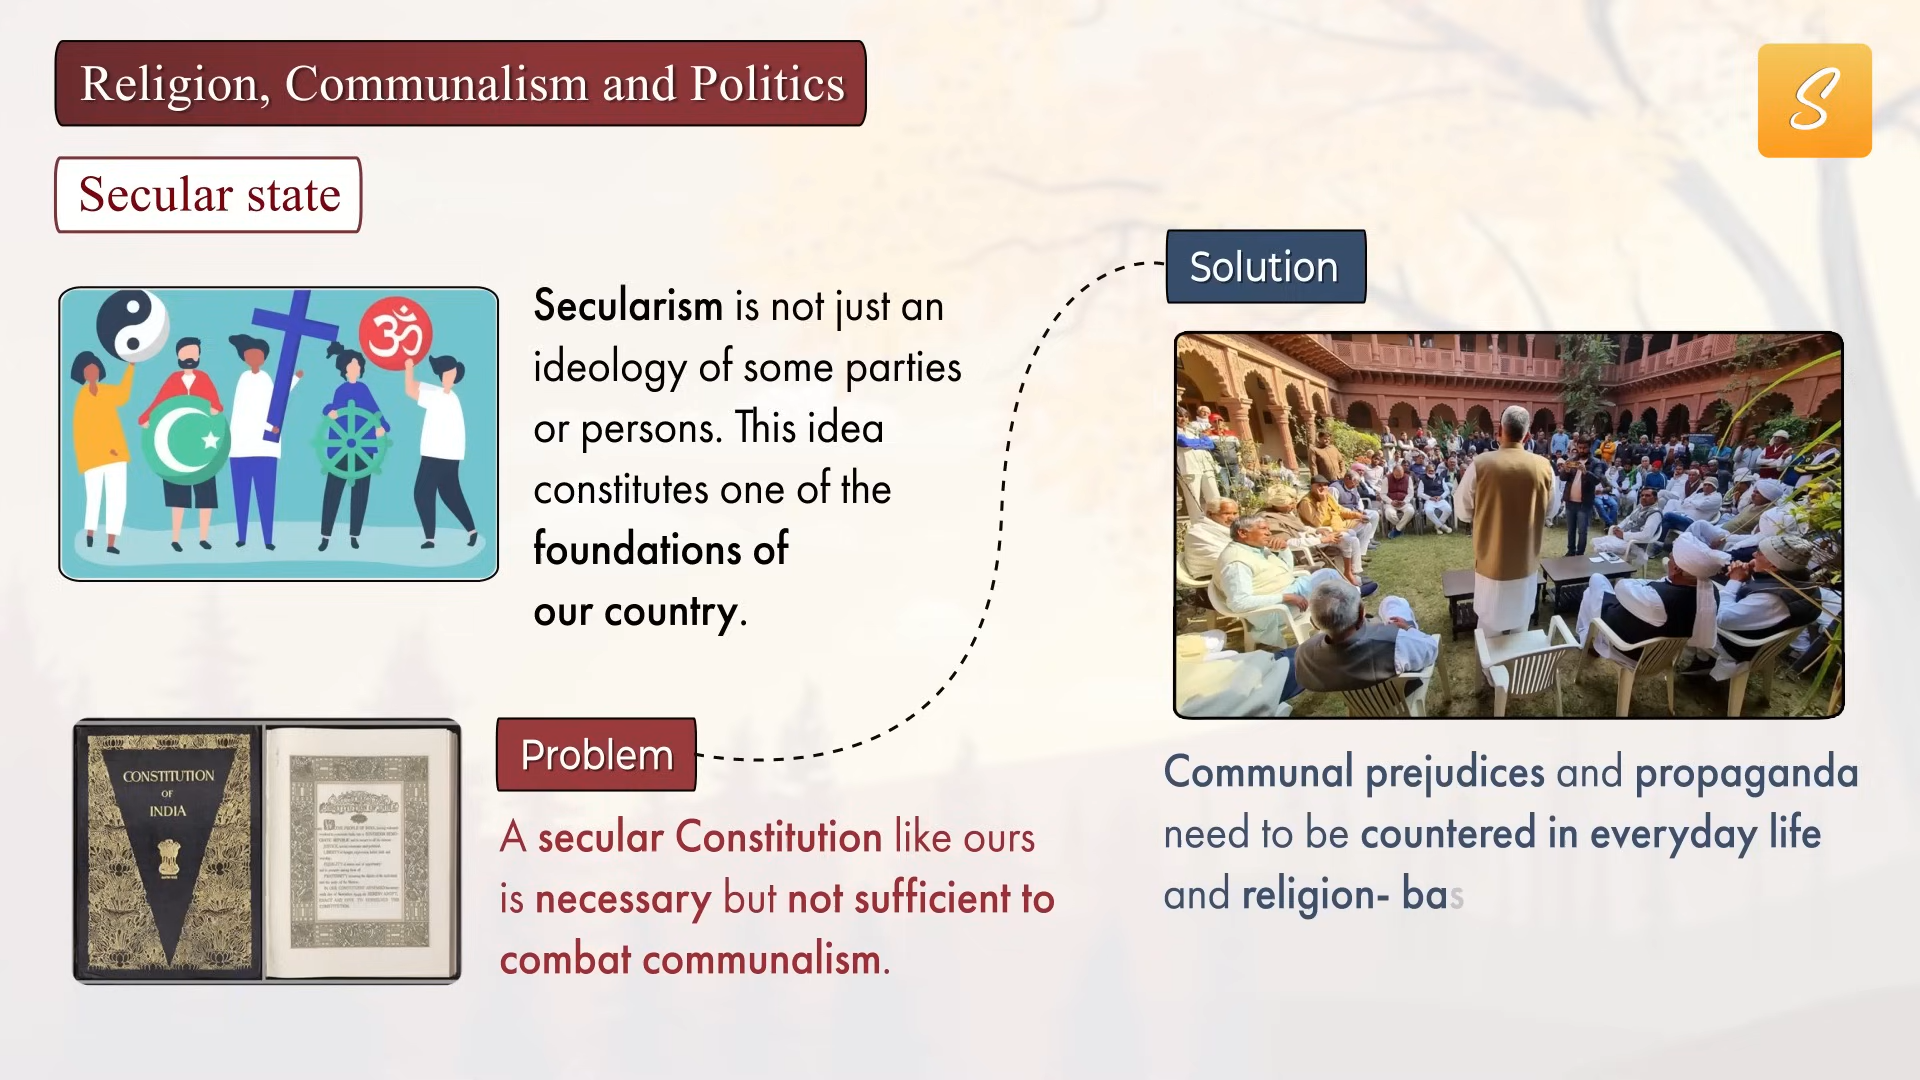 Religion, Communalism and Politics
S
Secular state
Secularism is not just an
ideology of some parties
or persons. This idea
constitutes one of the
foundations of
our country.
CONSTITUTION
OF
INDIA
Problem
A secular Constitution like ours
is necessary but not sufficient to
combat communalism.
Solution
Communal prejudices and propaganda
need to be countered in everyday life
and religion- bas